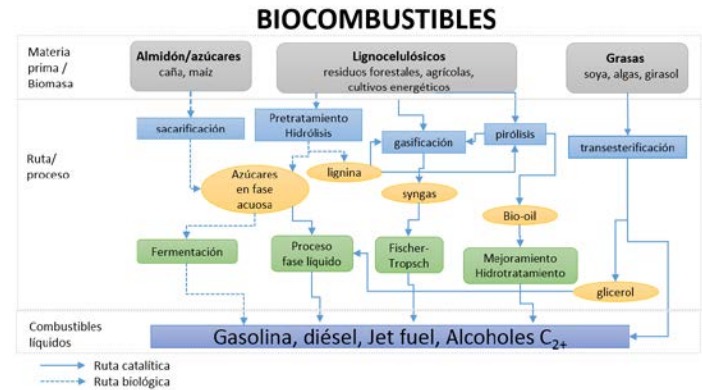 BIOCOMBUSTIBLES
Materia
prima /
Biomasa
Almidón/azúcares
caña, maíz
Lignocelulósicos
residuos forestales, agrícolas,
cultivos energéticos
Grasas
soya, algas, girasol
Ruta/
proceso
sacarificación
Pretratamiento
Hidrólisis
gasificación
pirólisis
transesterificación
Azúcares
en fase
acuosa
lignina
syngas
Bio-oil
Fermentación
Proceso
fase líquido
Fischer-
Tropsch
Mejoramiento
Hidrotratamiento
glicerol
Combustibles
líquidos
Gasolina, diésel, Jet fuel, Alcoholes C2+
Ruta catalítica
Ruta biológica